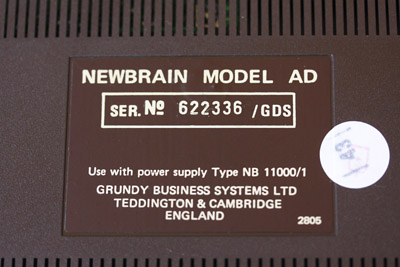 NEWBRAIN MODEL AD
SER. Nº 622336 /GDS
Use with power supply Type NB 11000/1
GRUNDY BUSINESS SYSTEMS LTD
TEDDINGTON & CAMBRIDGE
ENGLAND
2805